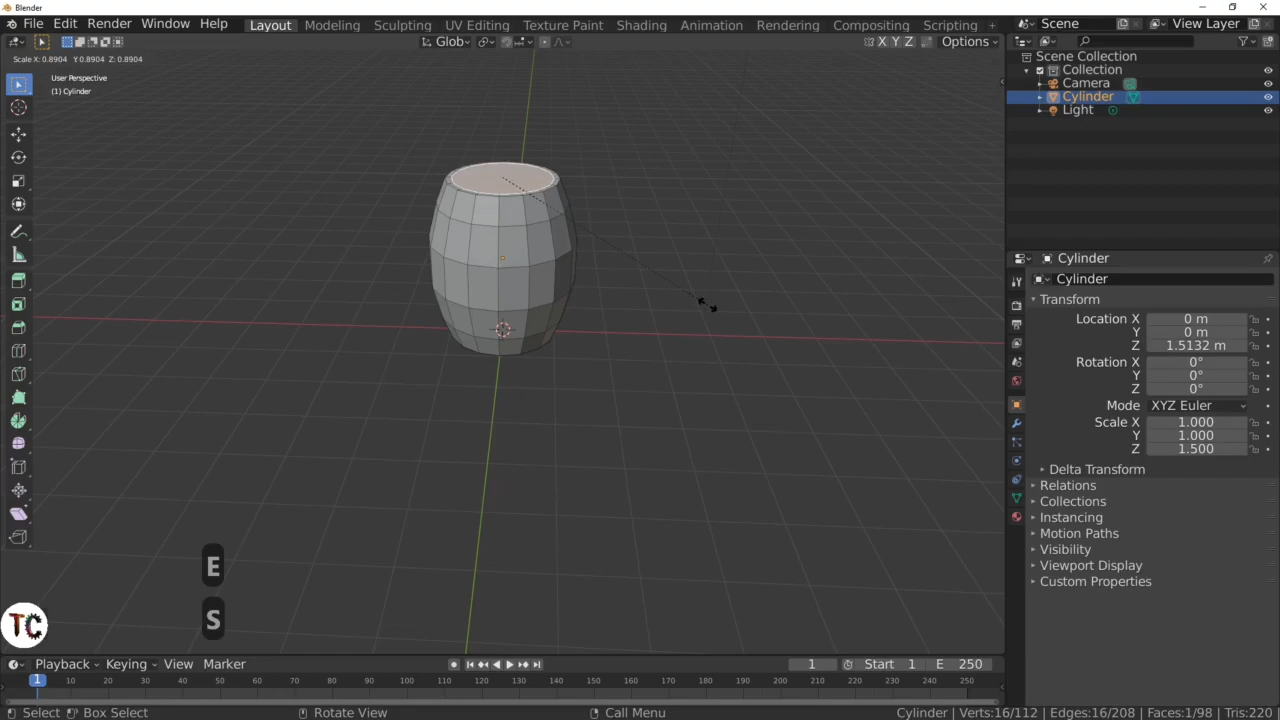 Blender
File Edit Render Window Help Layout Modeling Sculpting UV Editing Texture Paint Shading Animation Rendering Compositing Scripting + Scene View Layer
Glob X Y Z Options
Scale X: 0.8904 Y: 0.8904 Z: 0.8904
User Perspective
(1) Cylinder
Scene Collection
Collection
Camera
Cylinder
Light
Cylinder
Cylinder
Transform
Location X 0 m
Y 0 m
Z 1.5132 m
Rotation X 0°
Y 0°
Z 0°
Mode XYZ Euler
Scale X 1.000
Y 1.000
Z 1.500
Delta Transform
Relations
Collections
Instancing
Motion Paths
Visibility
Viewport Display
Custom Properties
E
S
TC
Playback Keying View Marker 1 Start 1 E 250
1 10 20 30 40 50 60 70 80 90 100 110 120 130 140 150 160 170 180 190 200 210 220 230 240 250
Select Box Select Rotate View Call Menu Cylinder | Verts:16/112 | Edges:16/208 | Faces:1/98 | Tris:220